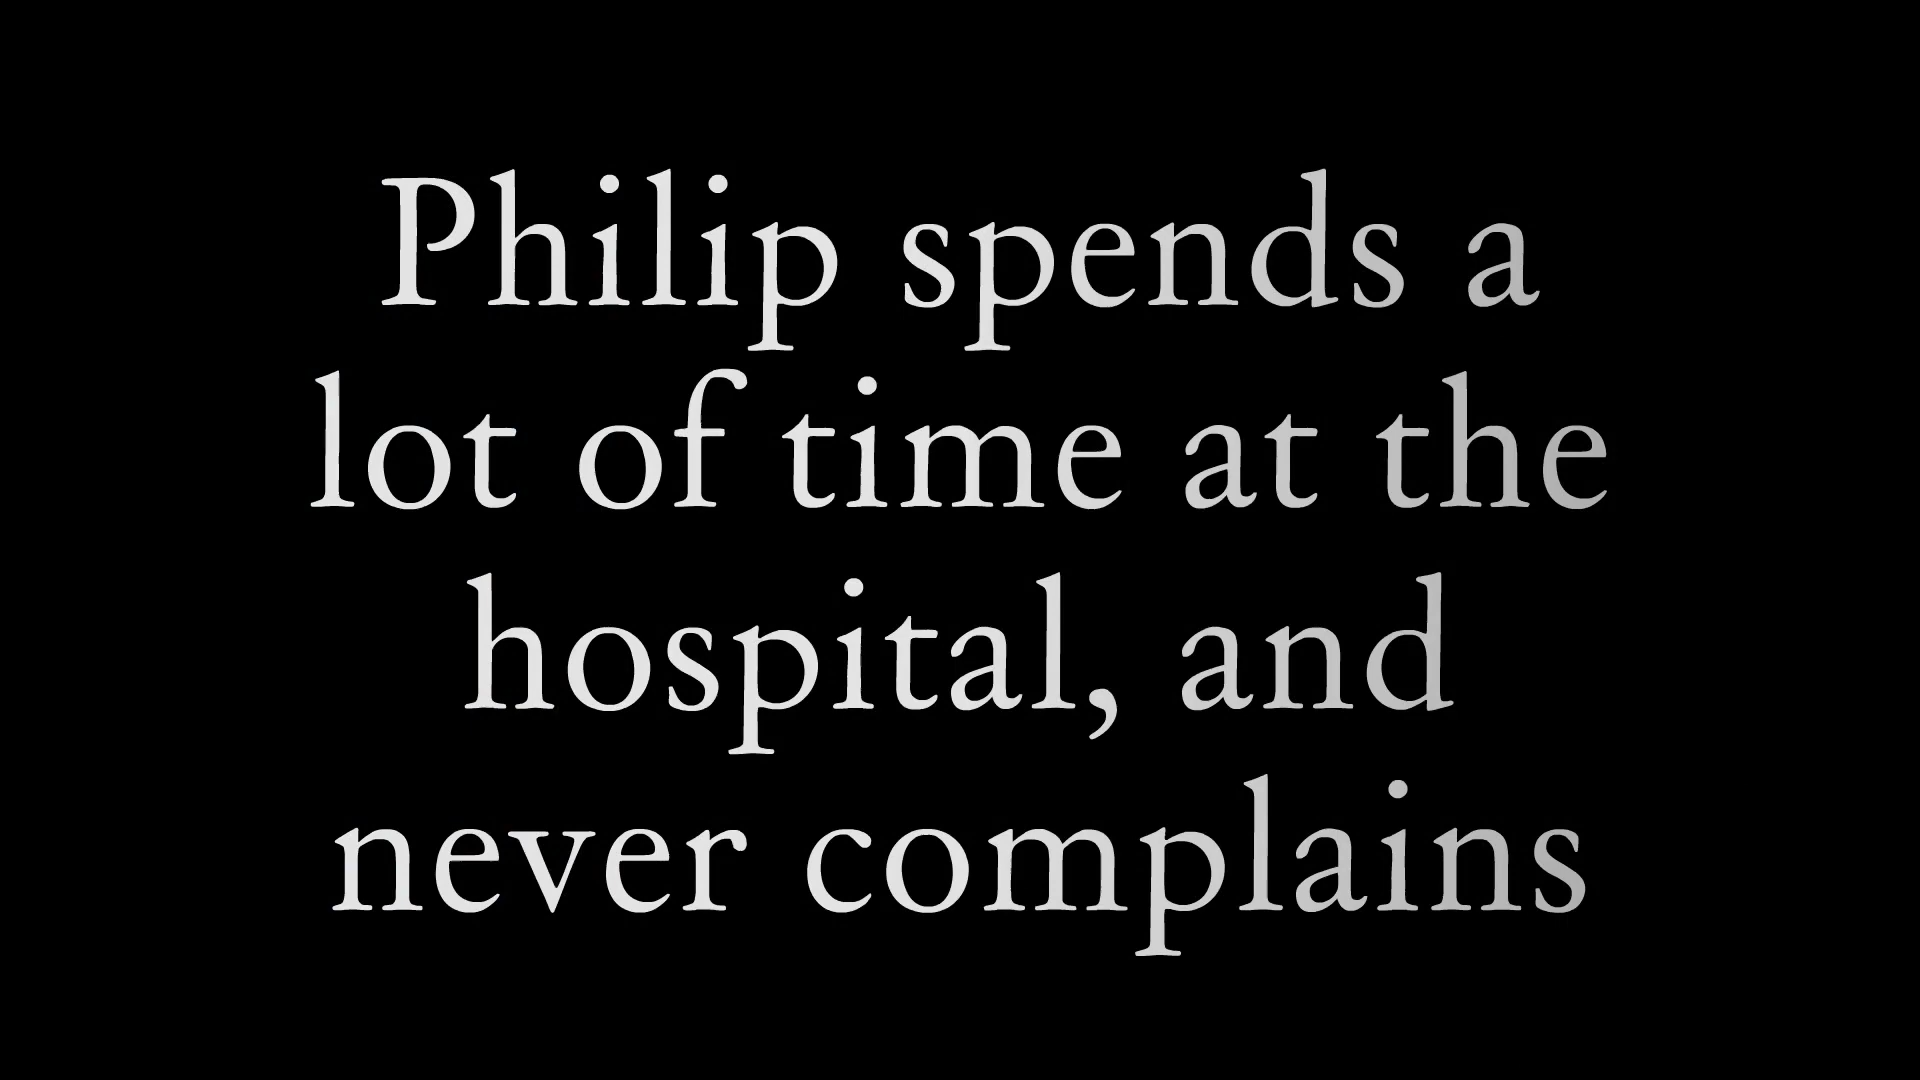 Philip spends a
lot of time at the
hospital, and
never complains